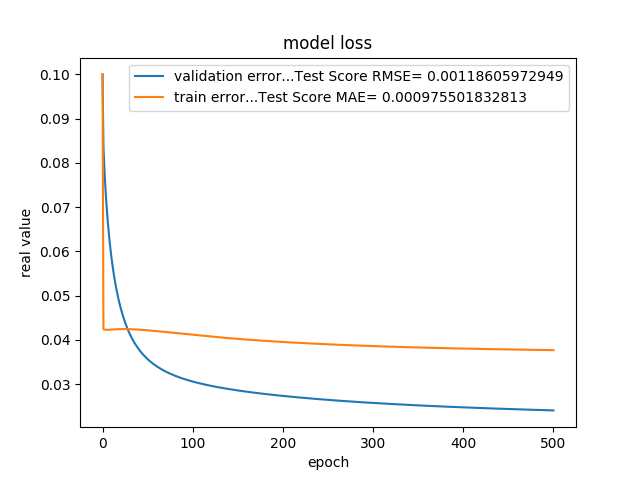 model loss
validation error...Test Score RMSE= 0.00118605972949
train error...Test Score MAE= 0.000975501832813
0.10
0.09
0.08
0.07
0.06
0.05
0.04
0.03
real value
0 100 200 300 400 500
epoch